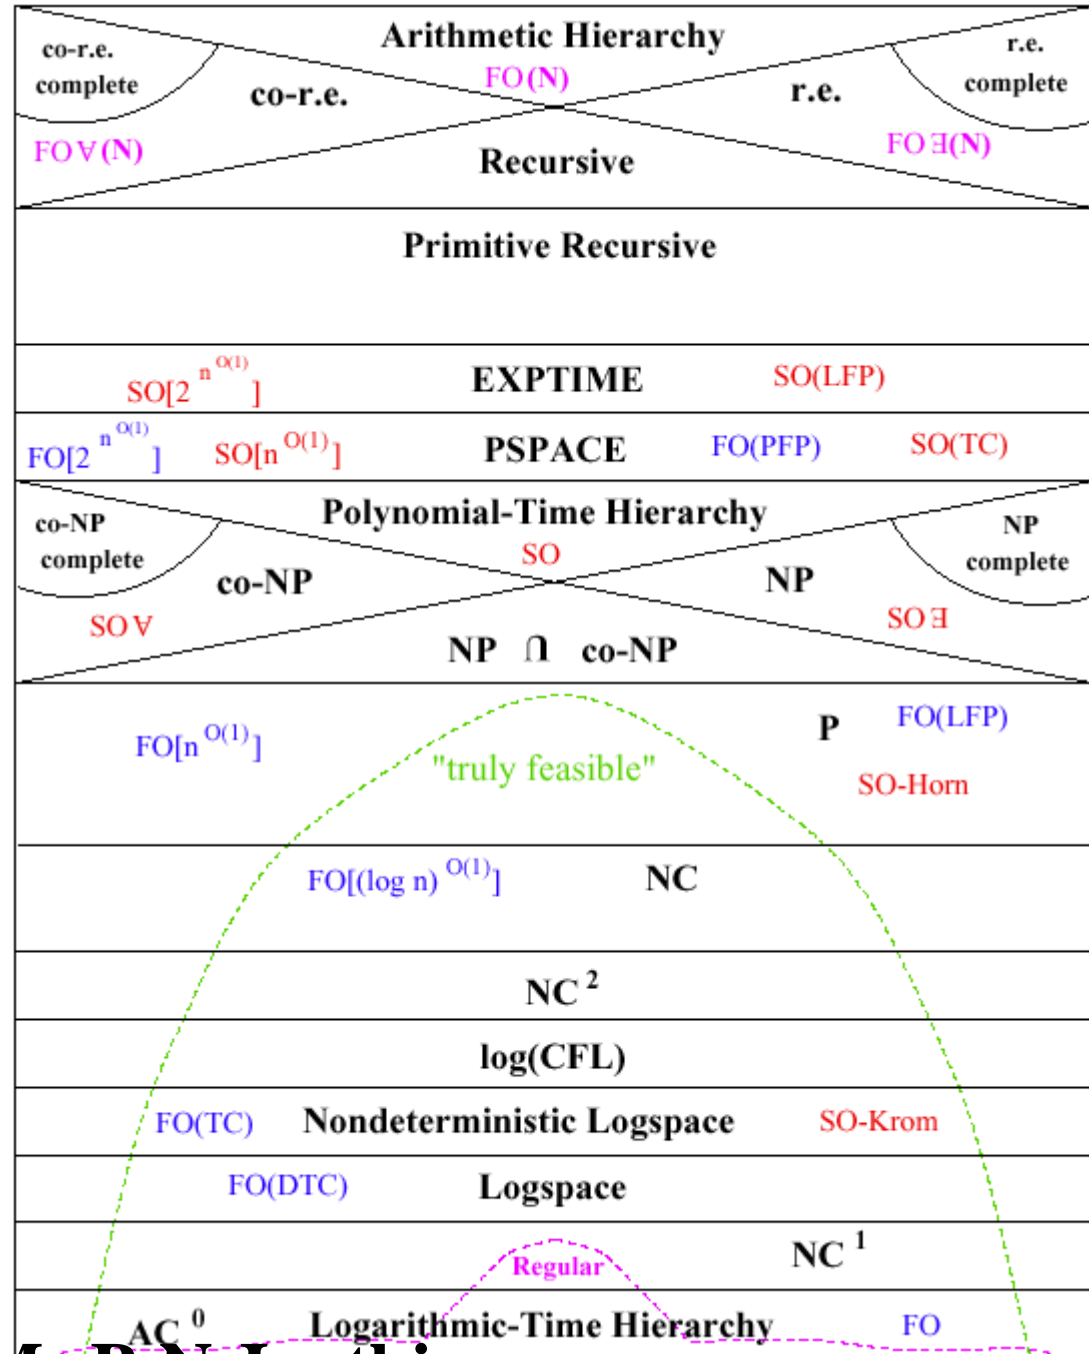 Arithmetic Hierarchy
co-r.e.
complete
FO(N)
r.e.
complete
co-r.e.
r.e.
FO∀(N)
FO∃(N)
Recursive
Primitive Recursive
SO[2^n^O(1)] EXPTIME SO(LFP)
FO[2^n^O(1)] SO[n^O(1)] PSPACE FO(PFP) SO(TC)
Polynomial-Time Hierarchy
co-NP
complete
SO
NP
complete
co-NP
NP
SO∀
SO∃
NP ∩ co-NP
FO[n^O(1)]
P FO(LFP)
"truly feasible"
SO-Horn
FO[(log n)^O(1)] NC
NC^2
log(CFL)
FO(TC) Nondeterministic Logspace SO-Krom
FO(DTC) Logspace
Regular
NC^1
AC^0 Logarithmic-Time Hierarchy FO